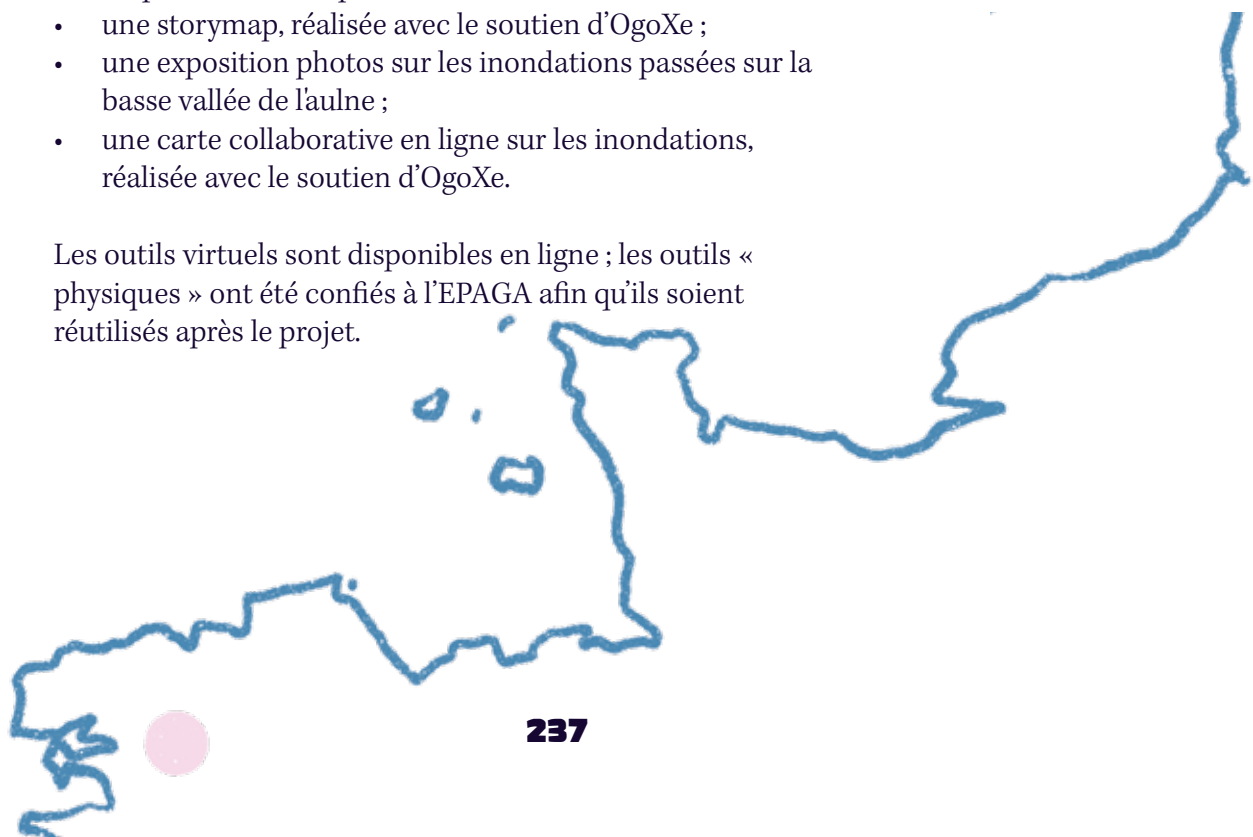 • une storymap, réalisée avec le soutien d’OgoXe ;
• une exposition photos sur les inondations passées sur la
basse vallée de l'aulne ;
• une carte collaborative en ligne sur les inondations,
réalisée avec le soutien d’OgoXe.
Les outils virtuels sont disponibles en ligne ; les outils «
physiques » ont été confiés à l’EPAGA afin qu’ils soient
réutilisés après le projet.
237